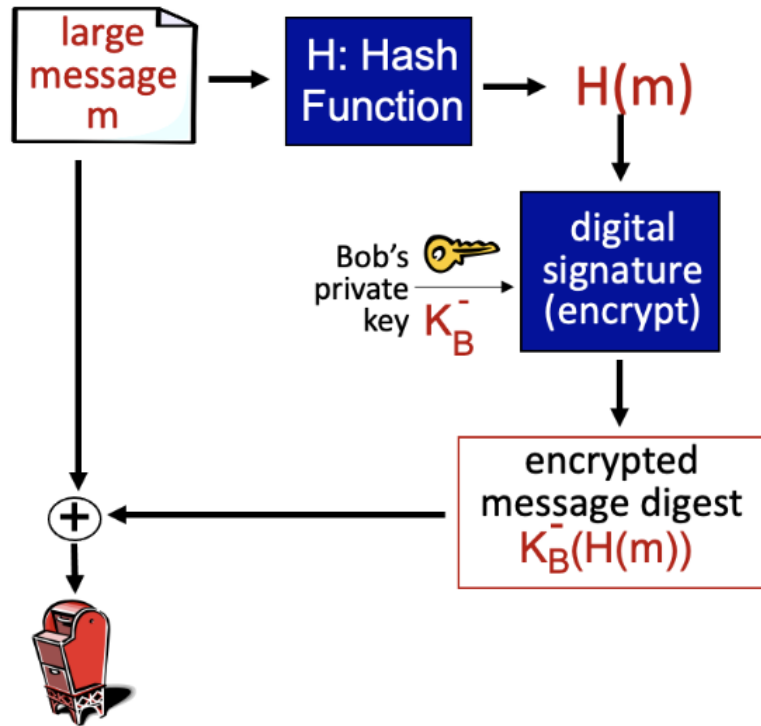 large
message
m
H: Hash
Function
H(m)
Bob's
private
key
K_B^-
digital
signature
(encrypt)
encrypted
message digest
K_B^-(H(m))
+